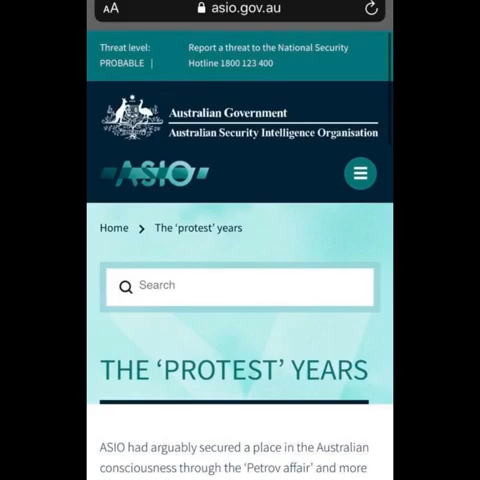 AA asio.gov.au
Threat level:
PROBABLE |
Report a threat to the National Security
Hotline 1800 123 400
Australian Government
Australian Security Intelligence Organisation
ASIO
Home > The ‘protest’ years
Search
THE ‘PROTEST’ YEARS
ASIO had arguably secured a place in the Australian
consciousness through the ‘Petrov affair’ and more